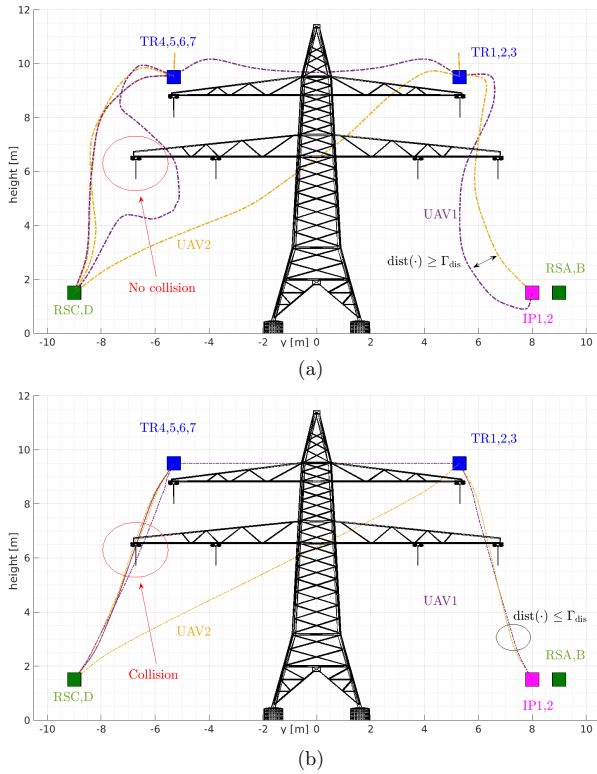 12
TR4,5,6,7
TR1,2,3
10
8
height [m]
6
UAV1
UAV2
4
dist(·) ≥ Γdis
RSA,B
2
No collision
RSC,D
IP1,2
0
-10 -8 -6 -4 -2 0 2 4 6 8 10
y [m]
(a)
12
TR4,5,6,7
TR1,2,3
10
8
height [m]
6
UAV1
dist(·) ≤ Γdis
UAV2
4
RSA,B
2
Collision
RSC,D
IP1,2
0
-10 -8 -6 -4 -2 0 2 4 6 8 10
y [m]
(b)